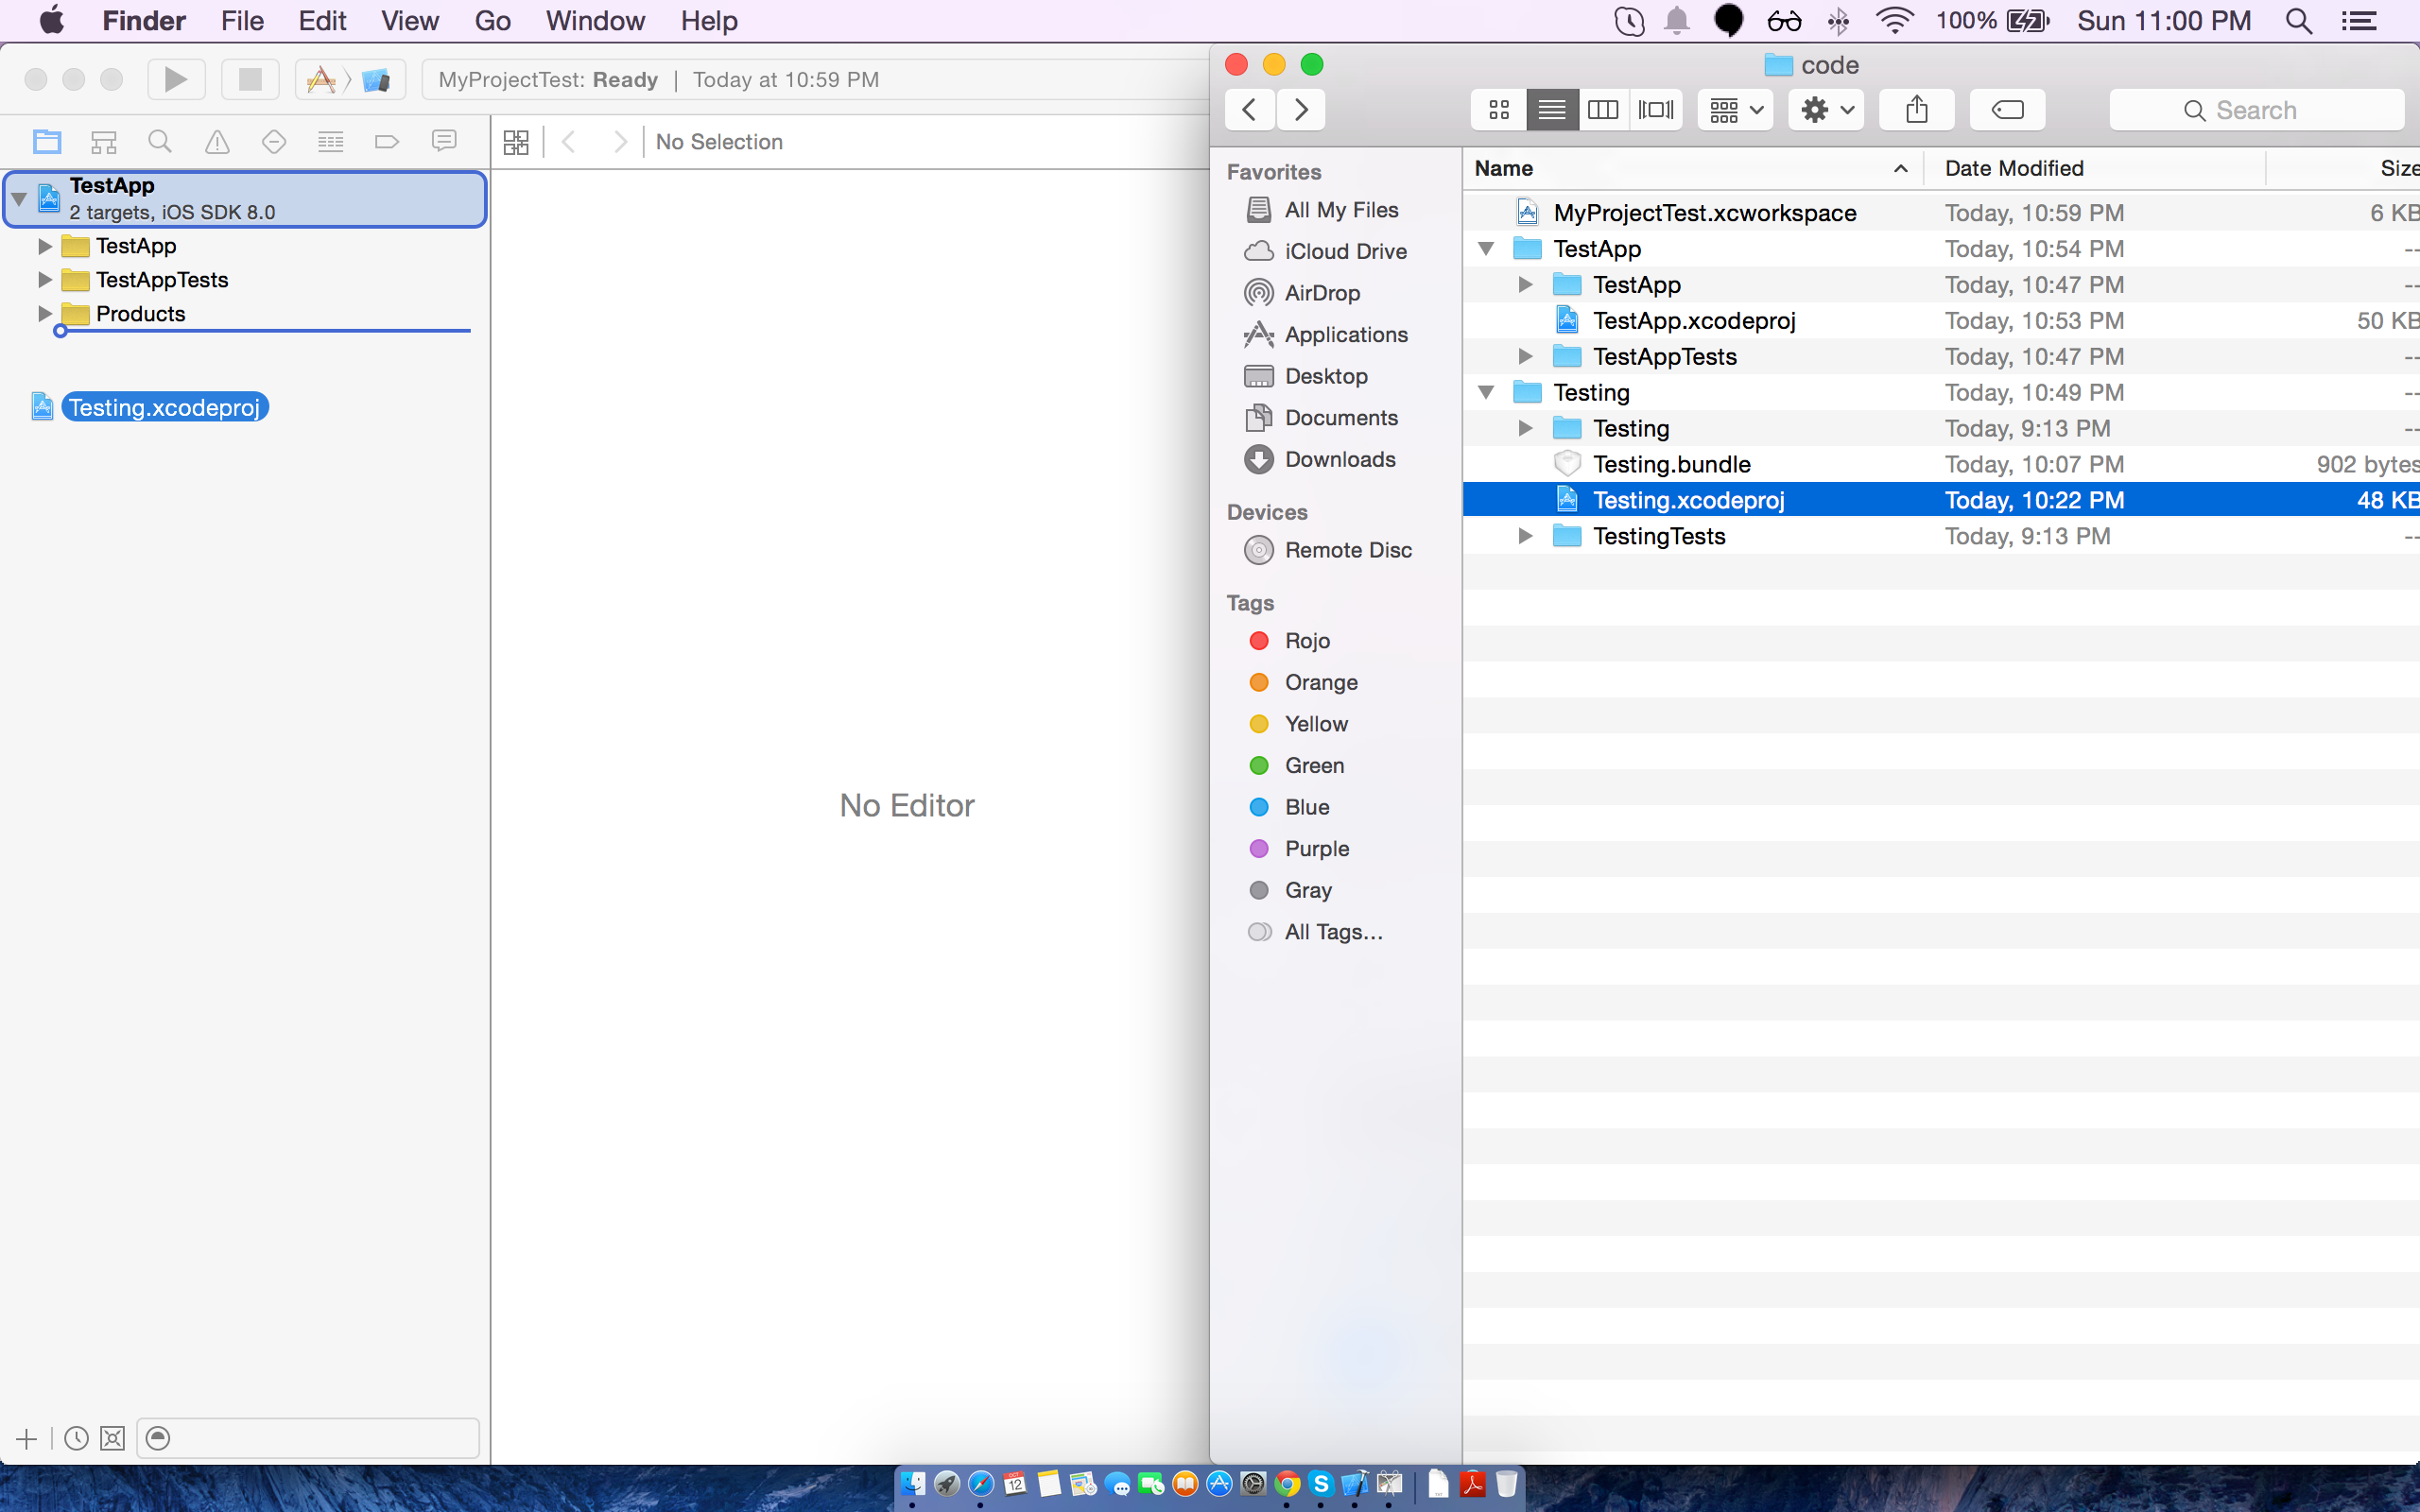 Finder File Edit View Go Window Help 100% Sun 11:00 PM
MyProjectTest: Ready | Today at 10:59 PM
No Selection
TestApp
2 targets, iOS SDK 8.0
TestApp
TestAppTests
Products
Testing.xcodeproj
No Editor
code
Search
Favorites
All My Files
iCloud Drive
AirDrop
Applications
Desktop
Documents
Downloads
Devices
Remote Disc
Tags
Rojo
Orange
Yellow
Green
Blue
Purple
Gray
All Tags...
Name Date Modified Size
MyProjectTest.xcworkspace Today, 10:59 PM 6 KB
TestApp Today, 10:54 PM --
TestApp Today, 10:47 PM --
TestApp.xcodeproj Today, 10:53 PM 50 KB
TestAppTests Today, 10:47 PM --
Testing Today, 10:49 PM --
Testing Today, 9:13 PM --
Testing.bundle Today, 10:07 PM 902 bytes
Testing.xcodeproj Today, 10:22 PM 48 KB
TestingTests Today, 9:13 PM --
OCT
12